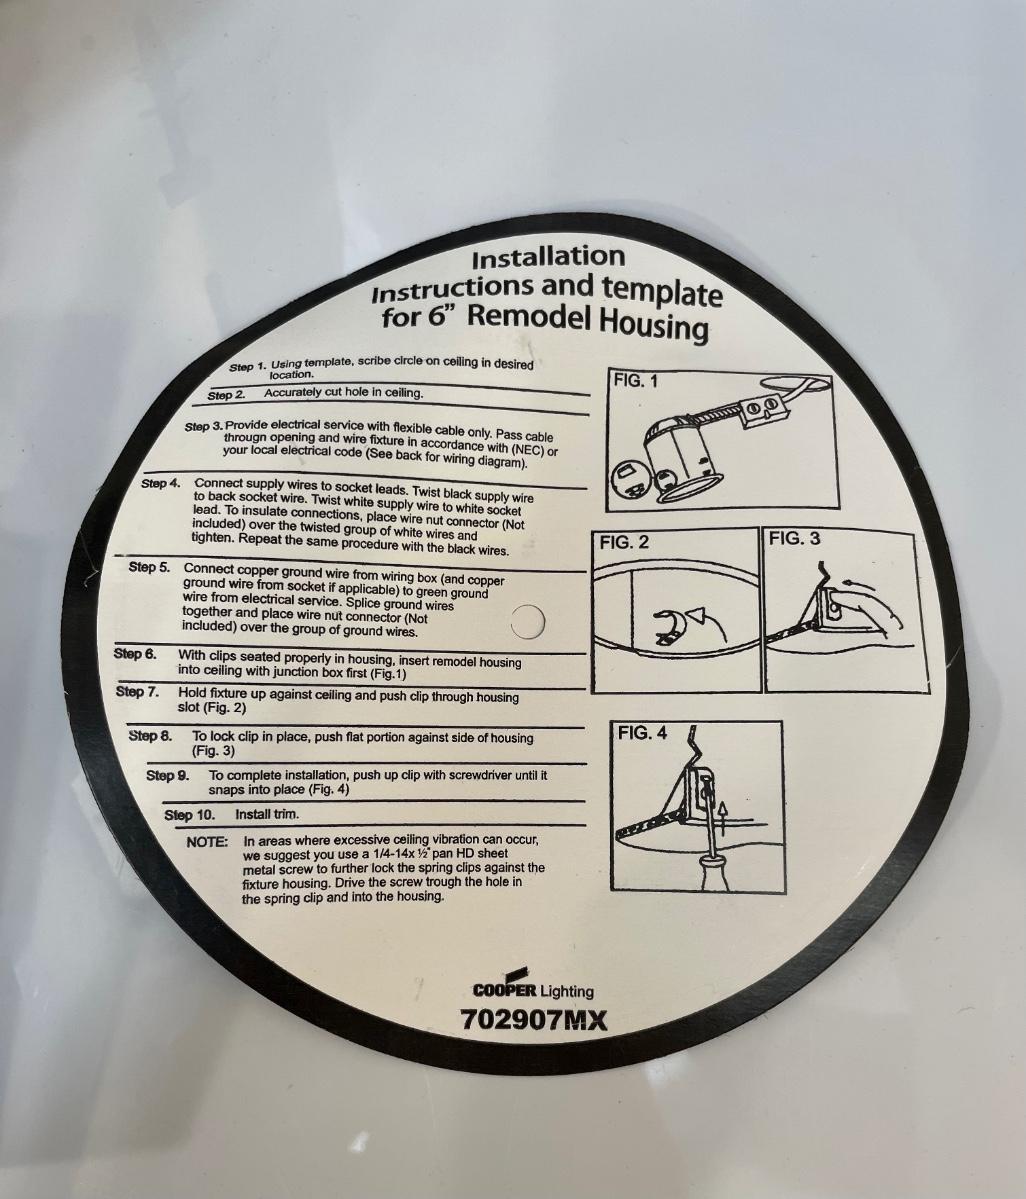 Installation
Instructions and template
for 6” Remodel Housing
Step 1. Using template, scribe circle on ceiling in desired
location.
Step 2. Accurately cut hole in ceiling.
Step 3. Provide electrical service with flexible cable only. Pass cable
through opening and wire fixture in accordance with (NEC) or
your local electrical code (See back for wiring diagram).
Step 4. Connect supply wires to socket leads. Twist black supply wire
to back socket wire. Twist white supply wire to white socket
lead. To insulate connections, place wire nut connector (Not
included) over the twisted group of white wires and
tighten. Repeat the same procedure with the black wires.
Step 5. Connect copper ground wire from wiring box (and copper
ground wire from socket if applicable) to green ground
wire from electrical service. Splice ground wires
together and place wire nut connector (Not
included) over the group of ground wires.
Step 6. With clips seated properly in housing, insert remodel housing
into ceiling with junction box first (Fig.1)
Step 7. Hold fixture up against ceiling and push clip through housing
slot (Fig. 2)
Step 8. To lock clip in place, push flat portion against side of housing
(Fig. 3)
Step 9. To complete installation, push up clip with screwdriver until it
snaps into place (Fig. 4)
Step 10. Install trim.
NOTE: In areas where excessive ceiling vibration can occur,
we suggest you use a 1/4-14x ½" pan HD sheet
metal screw to further lock the spring clips against the
fixture housing. Drive the screw trough the hole in
the spring clip and into the housing.
FIG. 1
FIG. 2
FIG. 3
FIG. 4
COOPER Lighting
702907MX